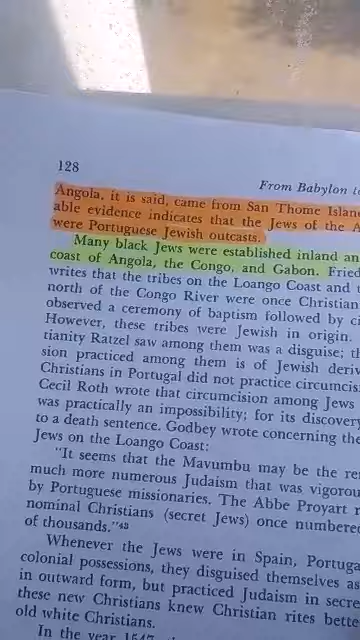 128
From Babylon to
Angola, it is said, came from San Thome Islan
able evidence indicates that the Jews of the A
were Portuguese Jewish outcasts.
Many black Jews were established inland an
coast of Angola, the Congo, and Gabon. Fried
writes that the tribes on the Loango Coast and
north of the Congo River were once Christian
observed a ceremony of baptism followed by ci
However, these tribes were Jewish in origin.
tianity Ratzel saw among them was a disguise; th
sion practiced among them is of Jewish deriv
Christians in Portugal did not practice circumcis
Cecil Roth wrote that circumcision among Jews
was practically an impossibility; for its discovery
to a death sentence. Godbey wrote concerning the
Jews on the Loango Coast:
"It seems that the Mavumbu may be the re
much more numerous Judaism that was vigorou
by Portuguese missionaries. The Abbe Proyart r
nominal Christians (secret Jews) once numbered
of thousands."48
Whenever the Jews were in Spain, Portuga
colonial possessions, they disguised themselves as
in outward form, but practiced Judaism in secre
these new Christians knew Christian rites bette
old white Christians.
In the year